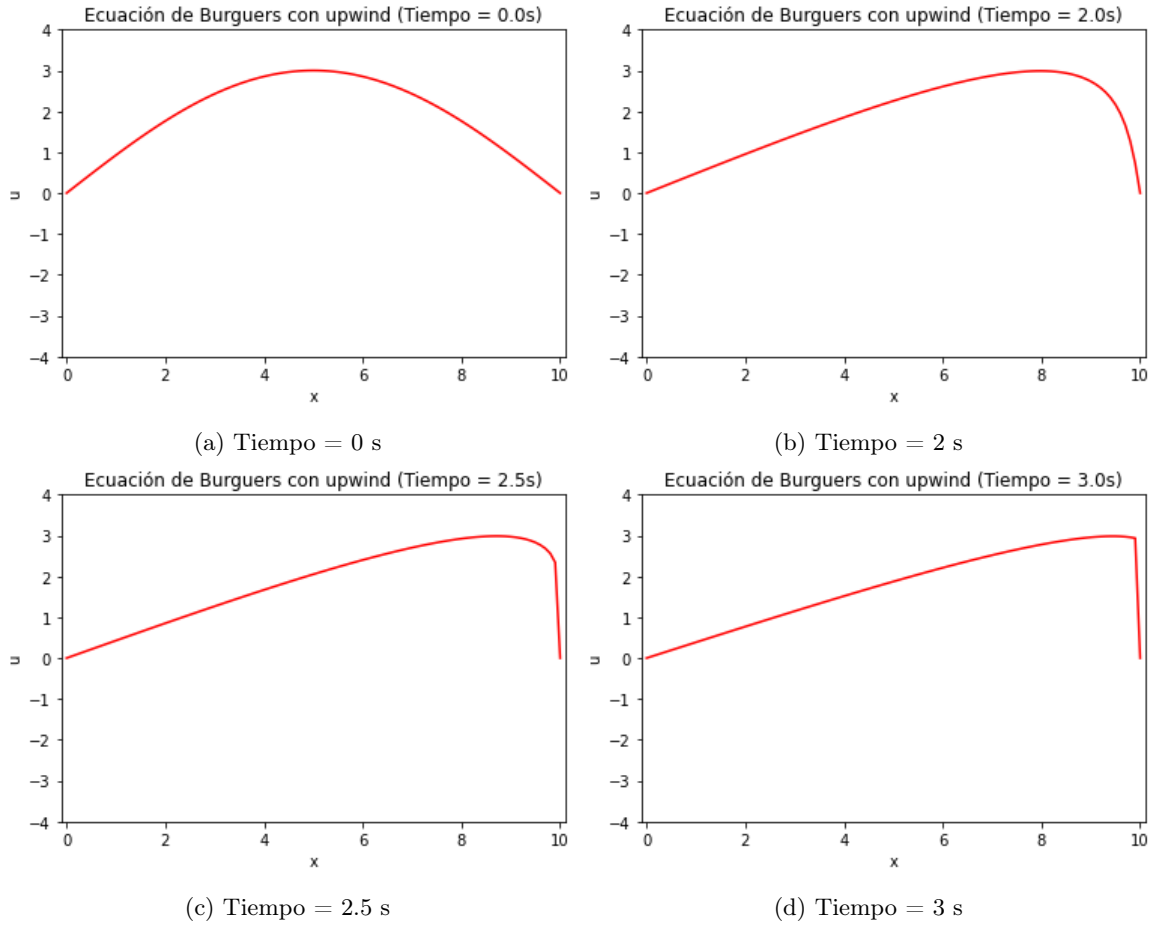 Ecuación de Burguers con upwind (Tiempo = 0.0s)
4
3
2
1
0
−1
−2
−3
−4
u
0 2 4 6 8 10
x
(a) Tiempo = 0 s
Ecuación de Burguers con upwind (Tiempo = 2.0s)
4
3
2
1
0
−1
−2
−3
−4
u
0 2 4 6 8 10
x
(b) Tiempo = 2 s
Ecuación de Burguers con upwind (Tiempo = 2.5s)
4
3
2
1
0
−1
−2
−3
−4
u
0 2 4 6 8 10
x
(c) Tiempo = 2.5 s
Ecuación de Burguers con upwind (Tiempo = 3.0s)
4
3
2
1
0
−1
−2
−3
−4
u
0 2 4 6 8 10
x
(d) Tiempo = 3 s